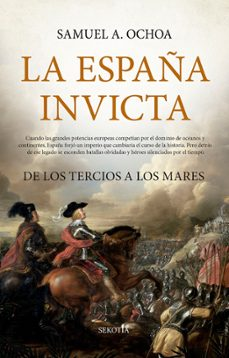 SAMUEL A. OCHOA
LA ESPAÑA
INVICTA
Cuando las grandes potencias europeas competían por el dominio de océanos y
continentes, España forjó un imperio que cambiaría el curso de la historia. Pero detrás
de ese legado se esconden batallas olvidadas y héroes silenciados por el tiempo.
DE LOS TERCIOS A LOS MARES
SEKOTIA